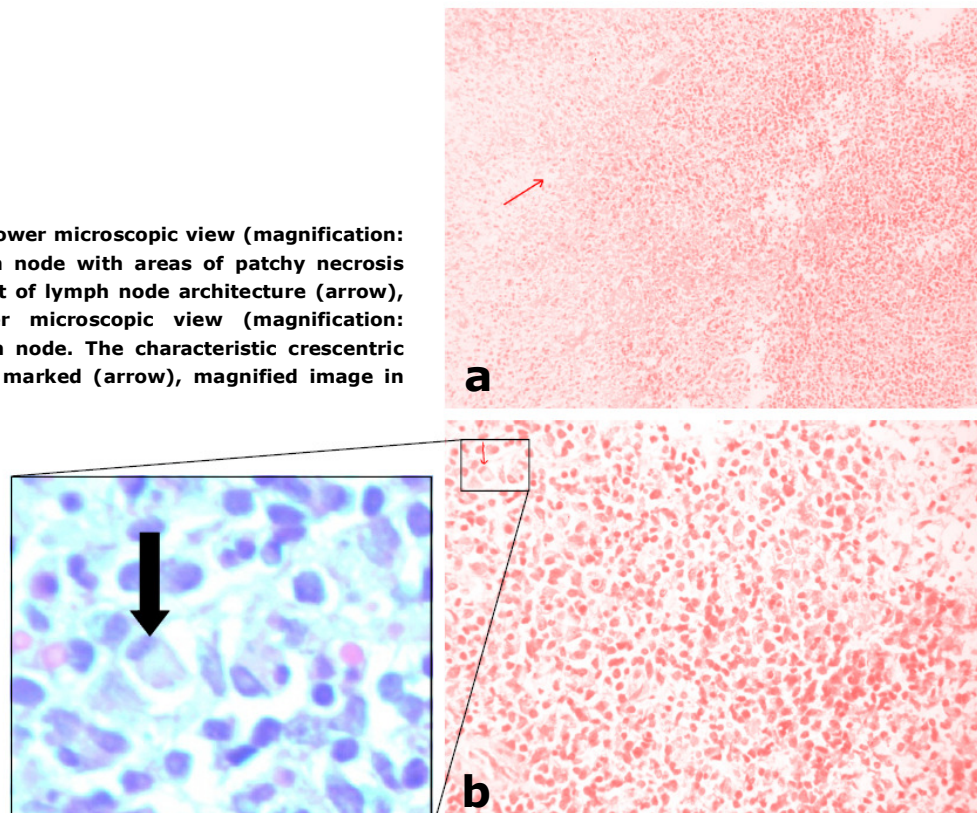 ower microscopic view (magnification:
node with areas of patchy necrosis
t of lymph node architecture (arrow),
r microscopic view (magnification:
node. The characteristic crescentric
marked (arrow), magnified image in
a
b